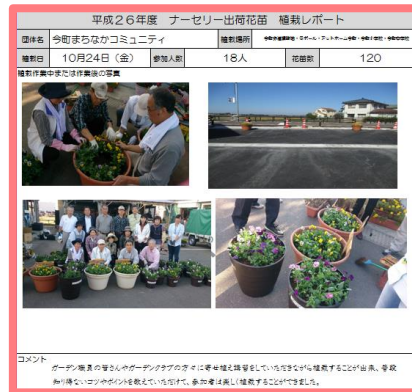 平成26年度 ナーセリー出荷花苗 植栽レポート
団体名 今町まちなかコミュニティ 植栽場所
植栽日 10月24日（金） 参加人数 18人 花苗数 120
植栽作業中または作業後の写真
コメント
ガーデン職員の皆さんやガーデンクラブの方々に寄せ植え講習をしていただきながら植栽することが出来、普段
知り得ないコツやポイントを教えていただけて、参加者は楽しく植栽することができました。